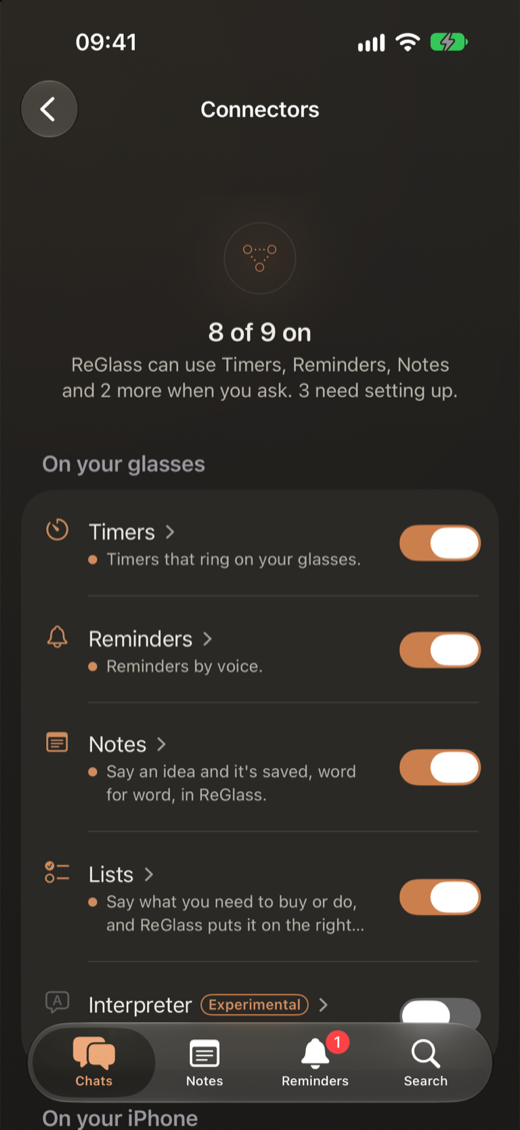 09:41
Connectors
8 of 9 on
ReGlass can use Timers, Reminders, Notes
and 2 more when you ask. 3 need setting up.
On your glasses
Timers
Timers that ring on your glasses.
Reminders
Reminders by voice.
Notes
Say an idea and it's saved, word
for word, in ReGlass.
Lists
Say what you need to buy or do,
and ReGlass puts it on the right...
A
Interpreter Experimental
1
Chats Notes Reminders Search
On your iPhone